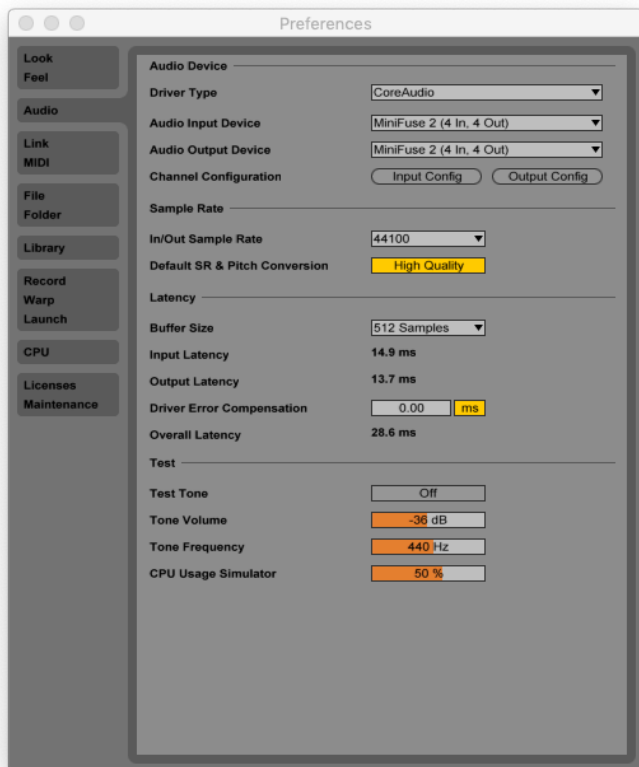 Preferences
Look
Feel
Audio
Link
MIDI
File
Folder
Library
Record
Warp
Launch
CPU
Licenses
Maintenance
Audio Device
Driver Type CoreAudio
Audio Input Device MiniFuse 2 (4 In, 4 Out)
Audio Output Device MiniFuse 2 (4 In, 4 Out)
Channel Configuration Input Config Output Config
Sample Rate
In/Out Sample Rate 44100
Default SR & Pitch Conversion High Quality
Latency
Buffer Size 512 Samples
Input Latency 14.9 ms
Output Latency 13.7 ms
Driver Error Compensation 0.00 ms
Overall Latency 28.6 ms
Test
Test Tone Off
Tone Volume -36 dB
Tone Frequency 440 Hz
CPU Usage Simulator 50 %